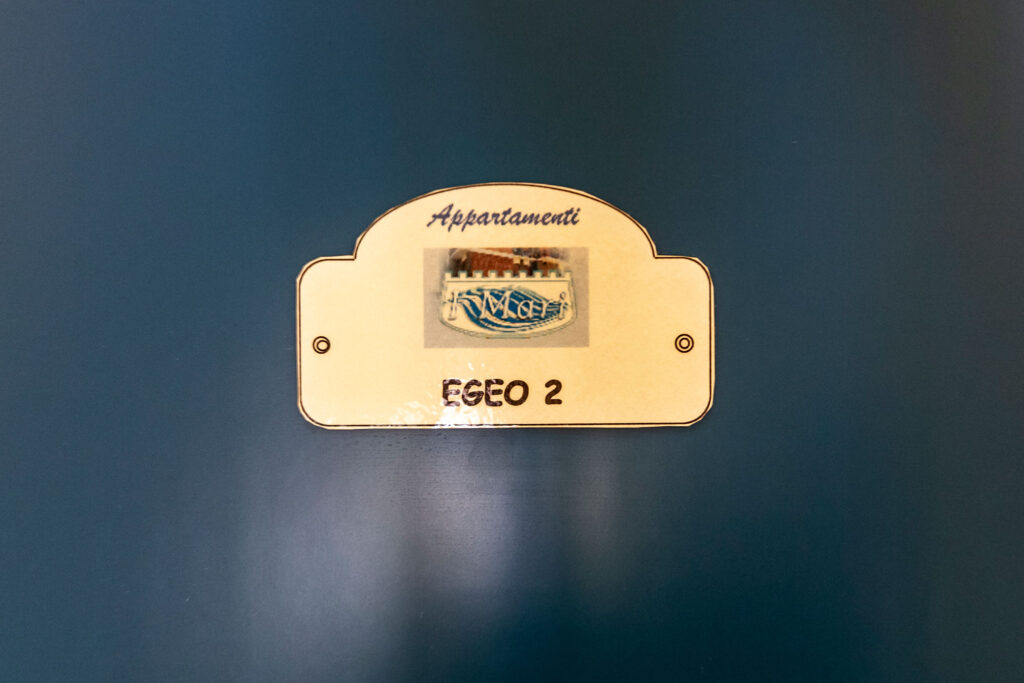 Appartamenti
I Mari
EGEO 2